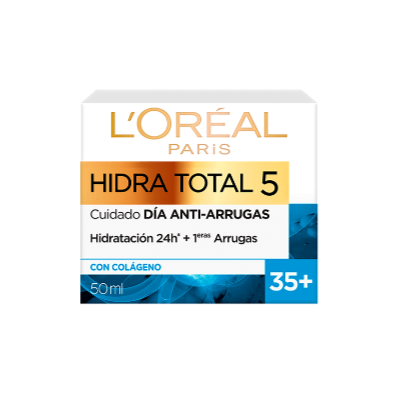 L'ORÉAL
PARiS
HIDRA TOTAL 5
Cuidado DÍA ANTI-ARRUGAS
Hidratación 24h* + 1eras Arrugas
CON COLÁGENO
50ml
35+